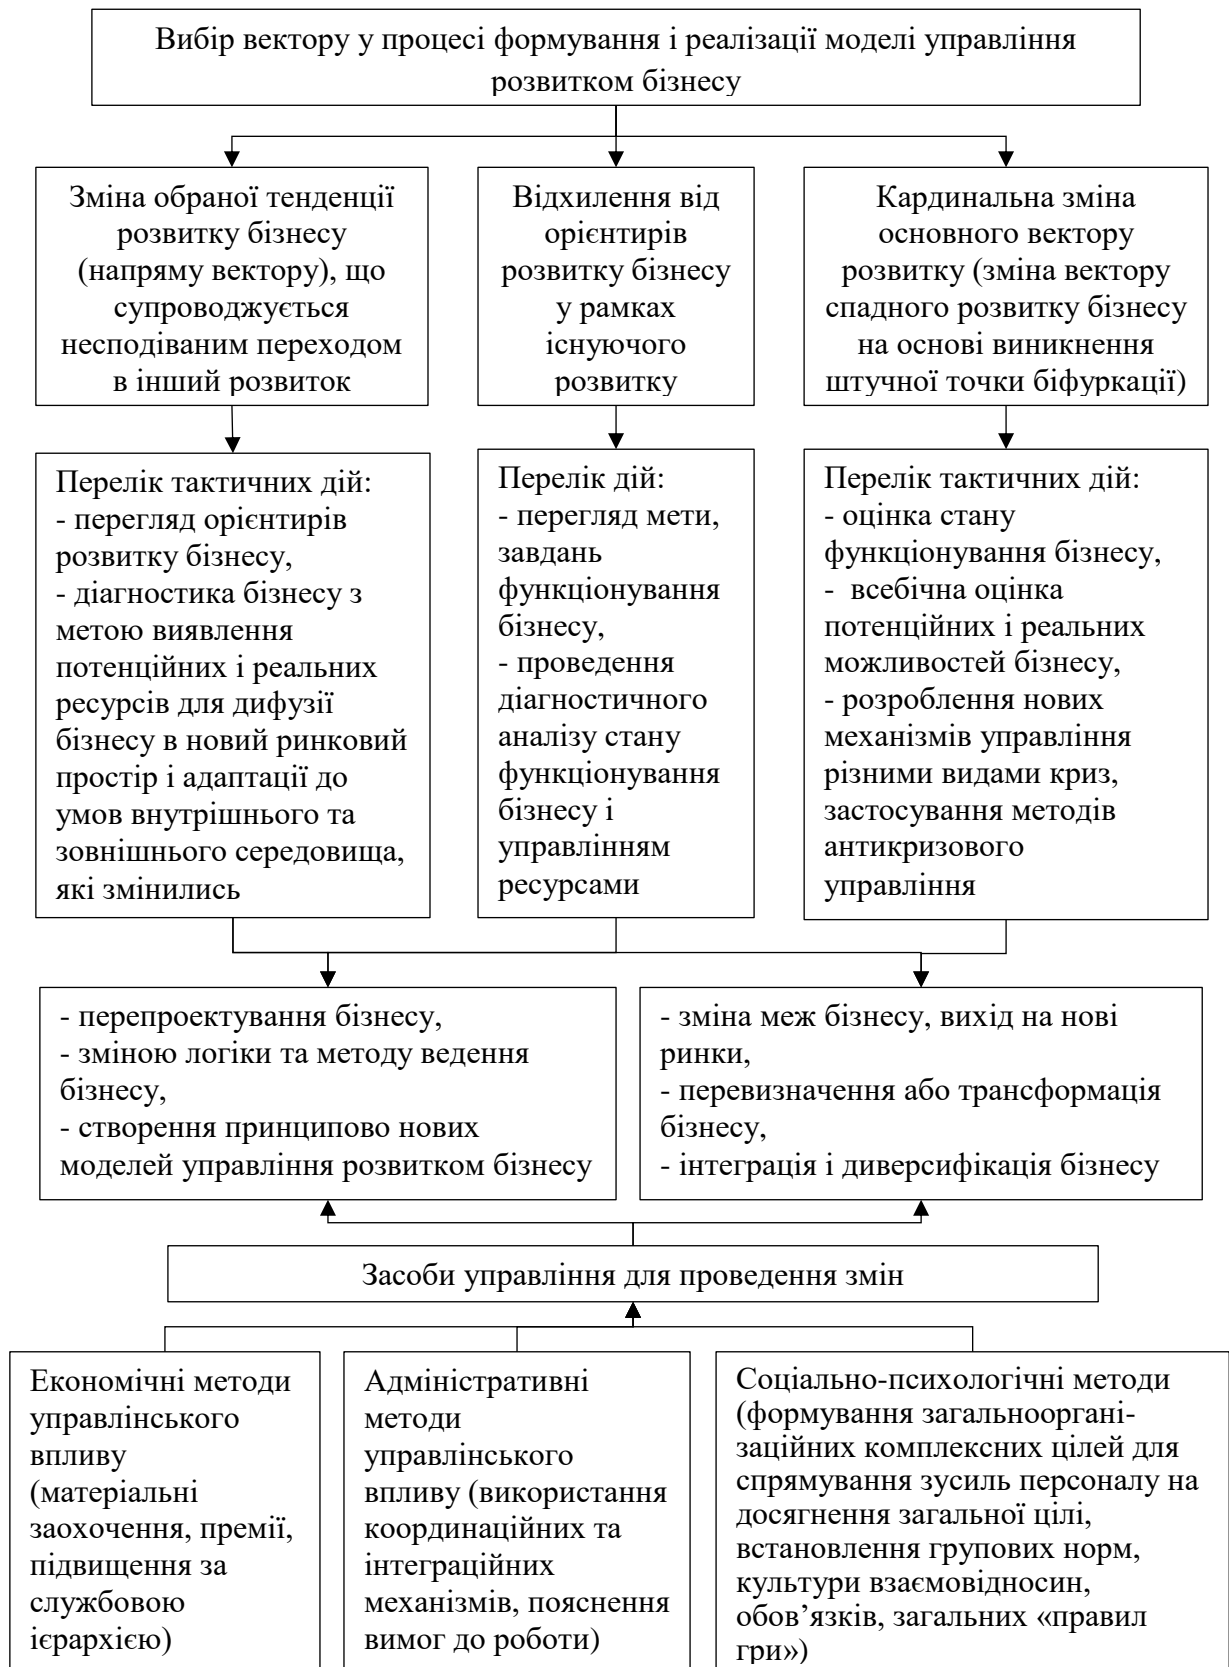 Вибір вектору у процесі формування і реалізації моделі управління
розвитком бізнесу
Зміна обраної тенденції
розвитку бізнесу
(напряму вектору), що
супроводжується
несподіваним переходом
в інший розвиток
Відхилення від
орієнтирів
розвитку бізнесу
у рамках
існуючого
розвитку
Кардинальна зміна
основного вектору
розвитку (зміна вектору
спадного розвитку бізнесу
на основі виникнення
штучної точки біфуркації)
Перелік тактичних дій:
- перегляд орієнтирів
розвитку бізнесу,
- діагностика бізнесу з
метою виявлення
потенційних і реальних
ресурсів для дифузії
бізнесу в новий ринковий
простір і адаптації до
умов внутрішнього та
зовнішнього середовища,
які змінились
Перелік дій:
- перегляд мети,
завдань
функціонування
бізнесу,
- проведення
діагностичного
аналізу стану
функціонування
бізнесу і
управлінням
ресурсами
Перелік тактичних дій:
- оцінка стану
функціонування бізнесу,
- всебічна оцінка
потенційних і реальних
можливостей бізнесу,
- розроблення нових
механізмів управління
різними видами криз,
застосування методів
антикризового
управління
- перепроектування бізнесу,
- зміною логіки та методу ведення
бізнесу,
- створення принципово нових
моделей управління розвитком бізнесу
- зміна меж бізнесу, вихід на нові
ринки,
- перевизначення або трансформація
бізнесу,
- інтеграція і диверсифікація бізнесу
Засоби управління для проведення змін
Економічні методи
управлінського
впливу
(матеріальні
заохочення, премії,
підвищення за
службовою
ієрархією)
Адміністративні
методи
управлінського
впливу (використання
координаційних та
інтеграційних
механізмів, пояснення
вимог до роботи)
Соціально-психологічні методи
(формування загальнооргані-
заційних комплексних цілей для
спрямування зусиль персоналу на
досягнення загальної цілі,
встановлення групових норм,
культури взаємовідносин,
обов’язків, загальних «правил
гри»)